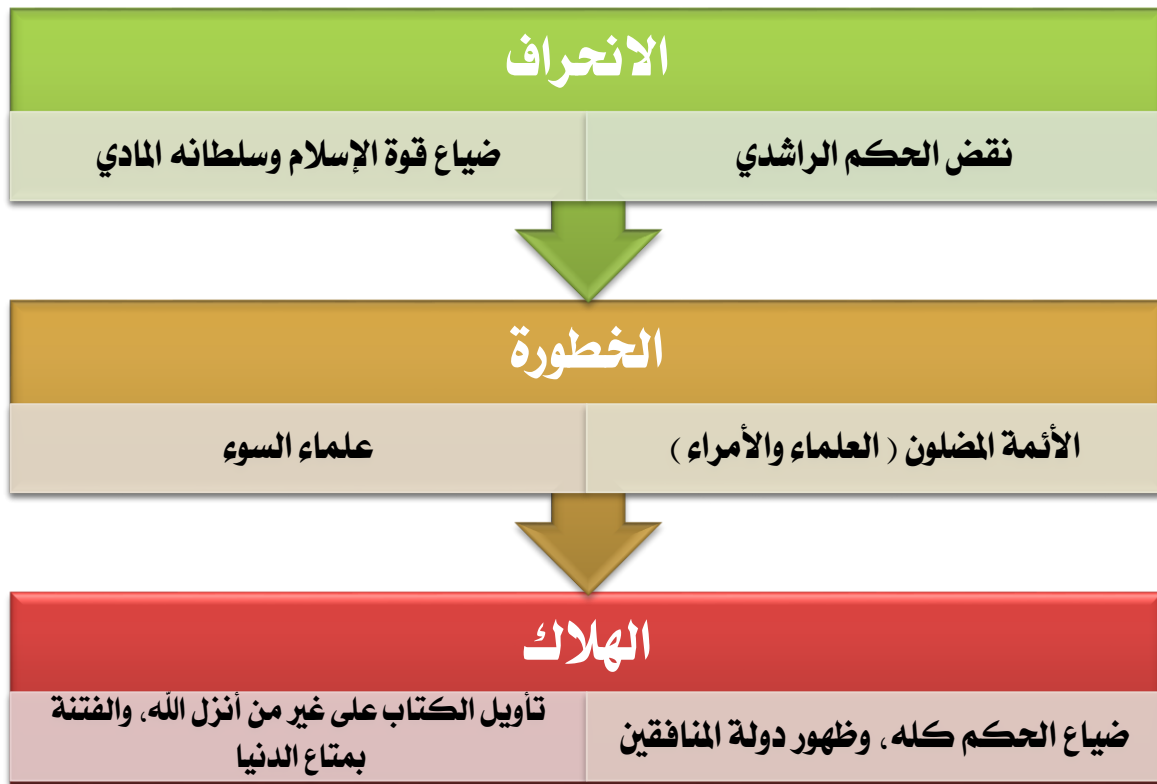 الانحراف
نقض الحكم الراشدي
ضياع قوة الإسلام وسلطانه المادي
الخطورة
الأئمة المضلون ( العلماء والأمراء )
علماء السوء
الهلاك
ضياع الحكم كله، وظهور دولة المنافقين
تأويل الكتاب على غير من أنزل الله، والفتنة
بمتاع الدنيا